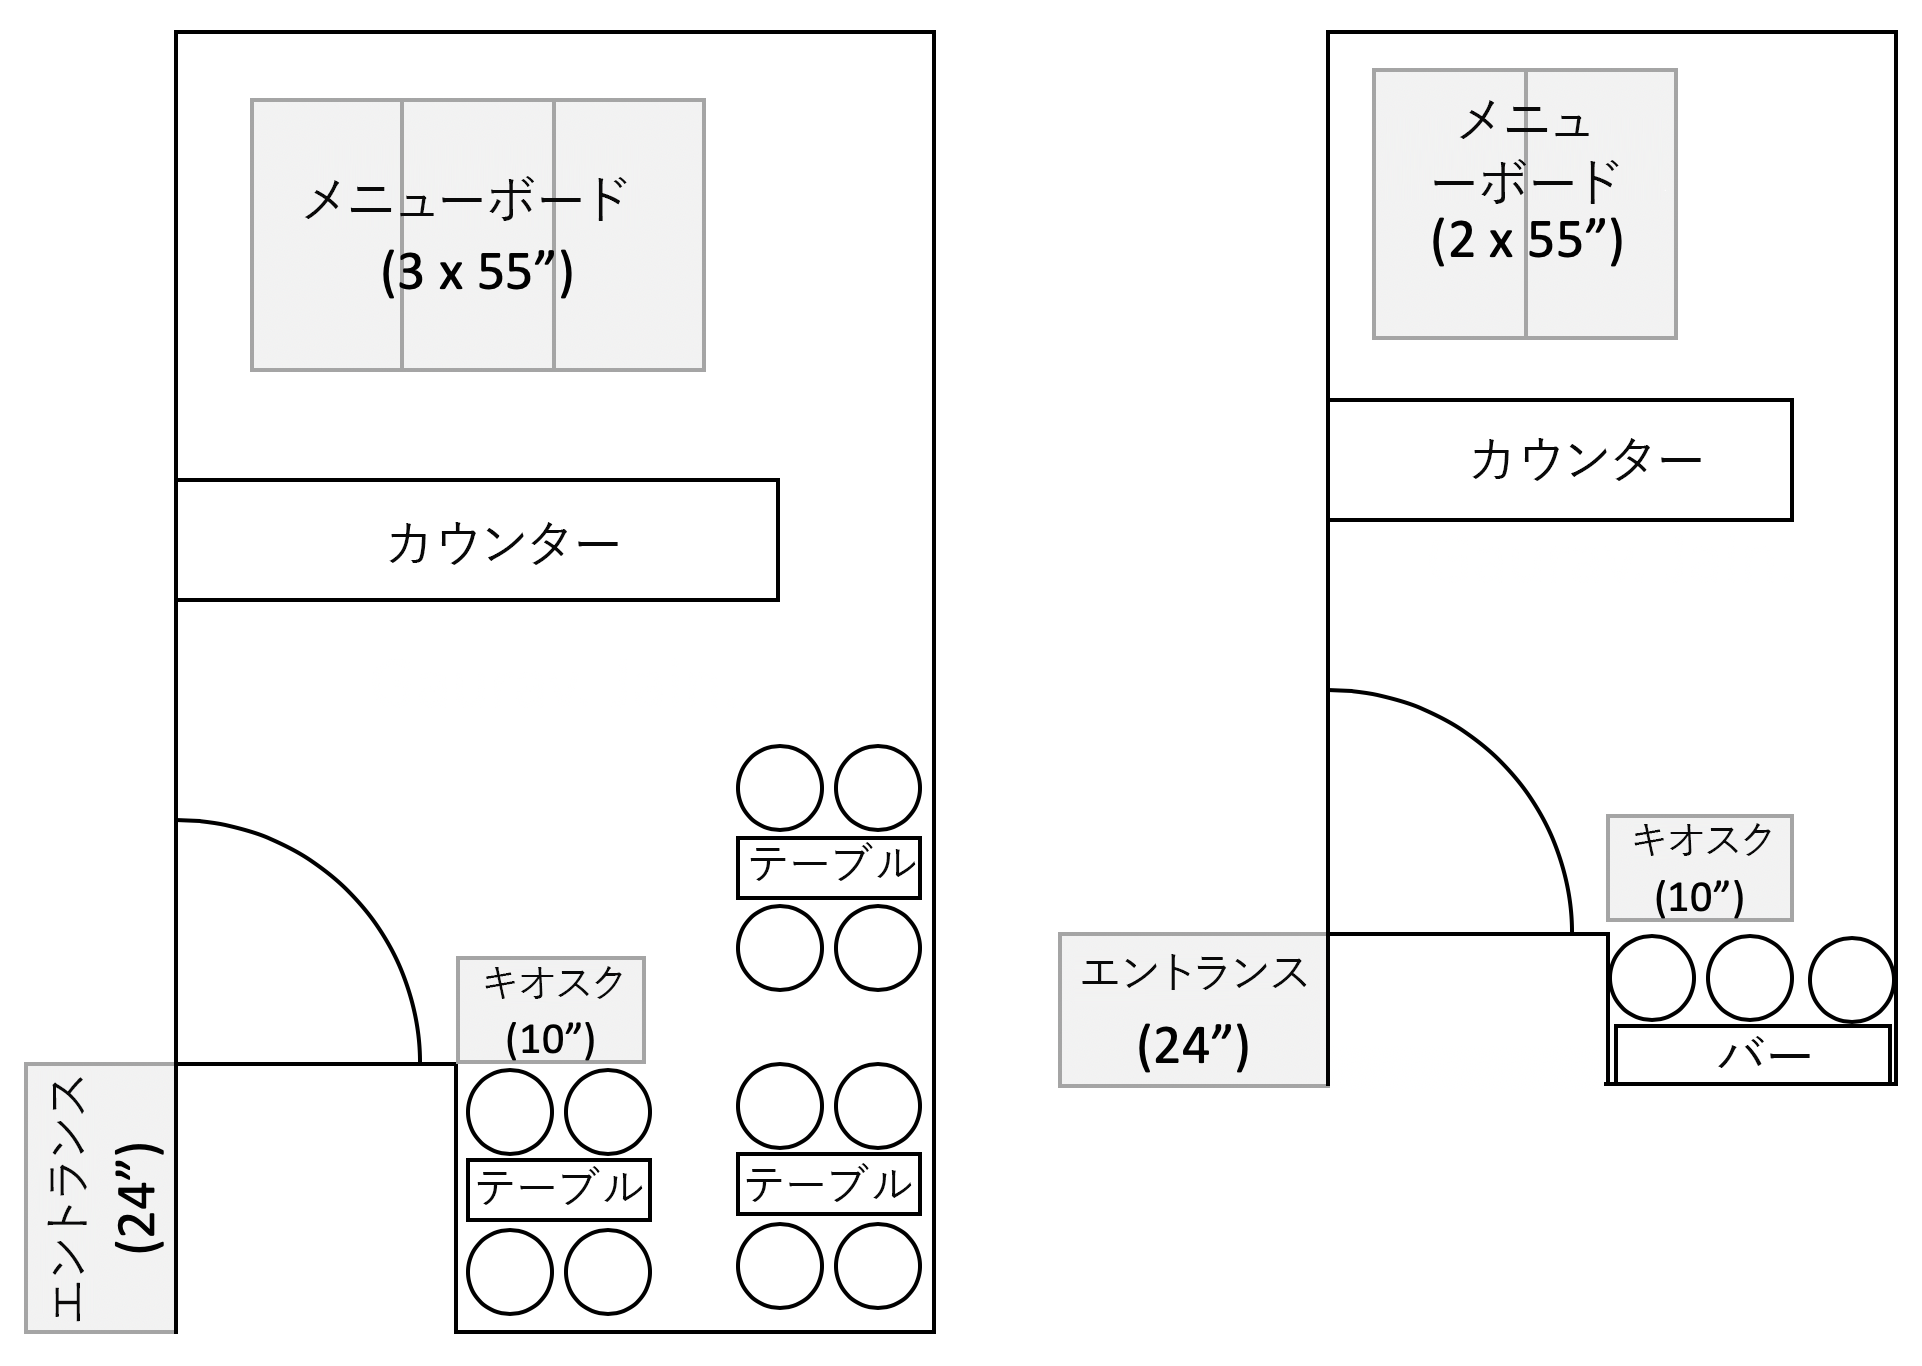 メニューボード
(3 x 55”)
カウンター
テーブル
キオスク
(10”)
エントランス
(24”)
テーブル
テーブル
メニュ
ーボード
(2 x 55”)
カウンター
キオスク
(10”)
エントランス
(24”)
バー